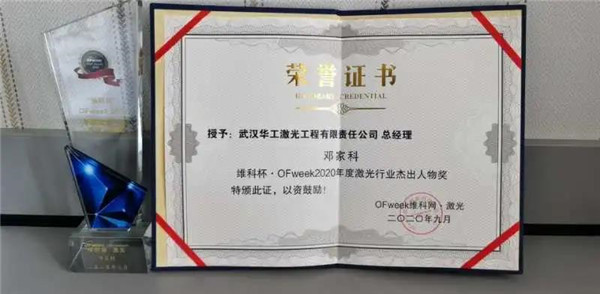 荣誉证书
HONORARY CREDENTIAL
授予：武汉华工激光工程有限责任公司 总经理
邓家科
维科杯·OFweek2020年度激光行业杰出人物奖
特颁此证，以资鼓励！
OFweek维科网·激光
二〇二〇年九月
OFweek